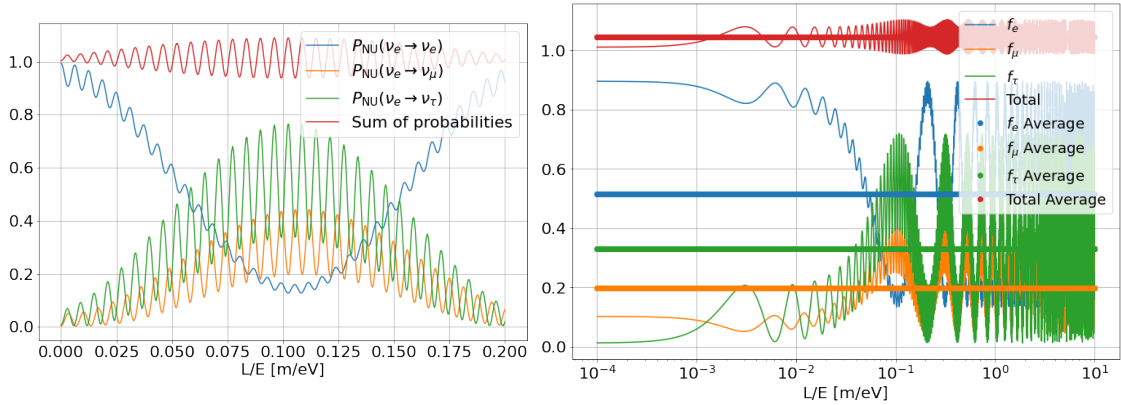 1.0
0.8
0.6
0.4
0.2
0.0
0.000 0.025 0.050 0.075 0.100 0.125 0.150 0.175 0.200
L/E [m/eV]
P_NU(ν_e → ν_e)
P_NU(ν_e → ν_μ)
P_NU(ν_e → ν_τ)
Sum of probabilities
1.0
0.8
0.6
0.4
0.2
0.0
10⁻⁴ 10⁻³ 10⁻² 10⁻¹ 10⁰ 10¹
L/E [m/eV]
f_e
f_μ
f_τ
Total
f_e Average
f_μ Average
f_τ Average
Total Average